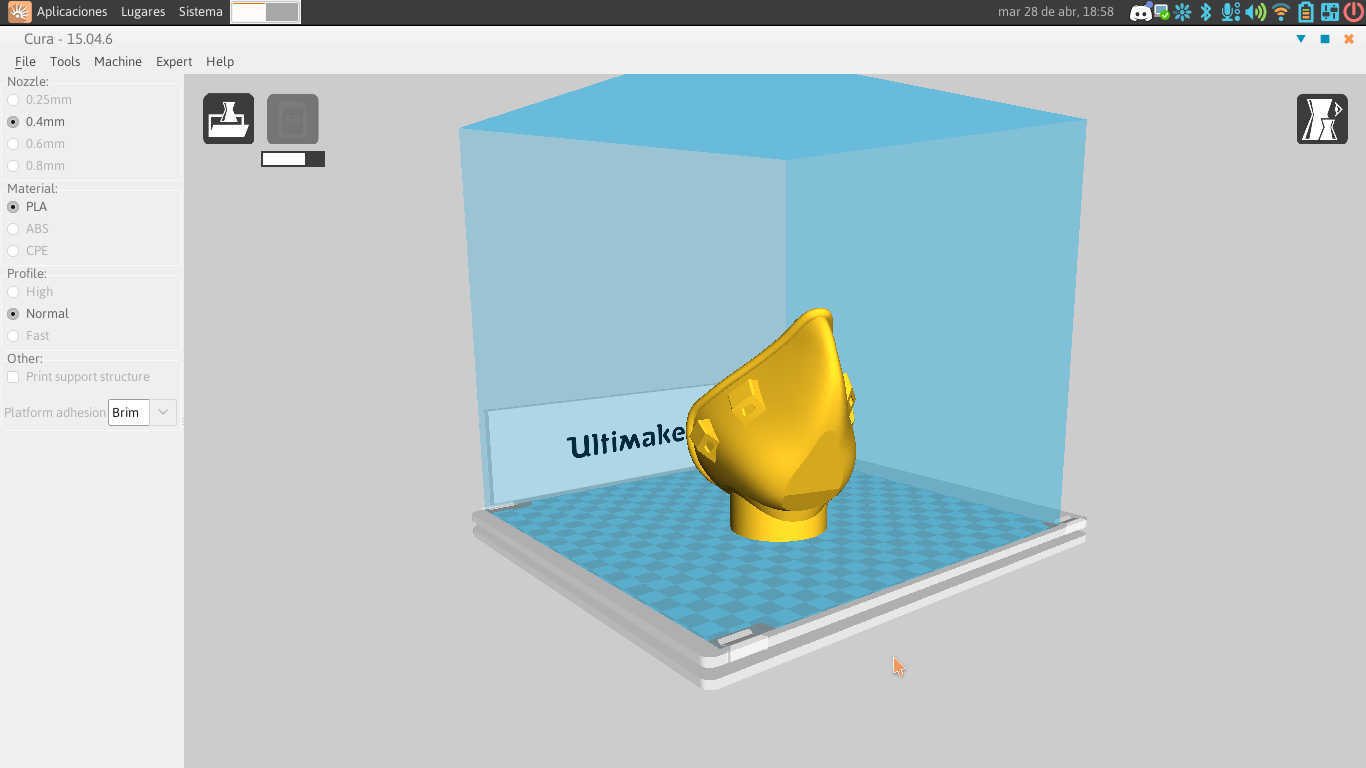 Aplicaciones Lugares Sistema mar 28 de abr, 18:58
Cura - 15.04.6
File Tools Machine Expert Help
Nozzle:
0.25mm
0.4mm
0.6mm
0.8mm
Material:
PLA
ABS
CPE
Profile:
High
Normal
Fast
Other:
Print support structure
Platform adhesion Brim
SD
Ultimake